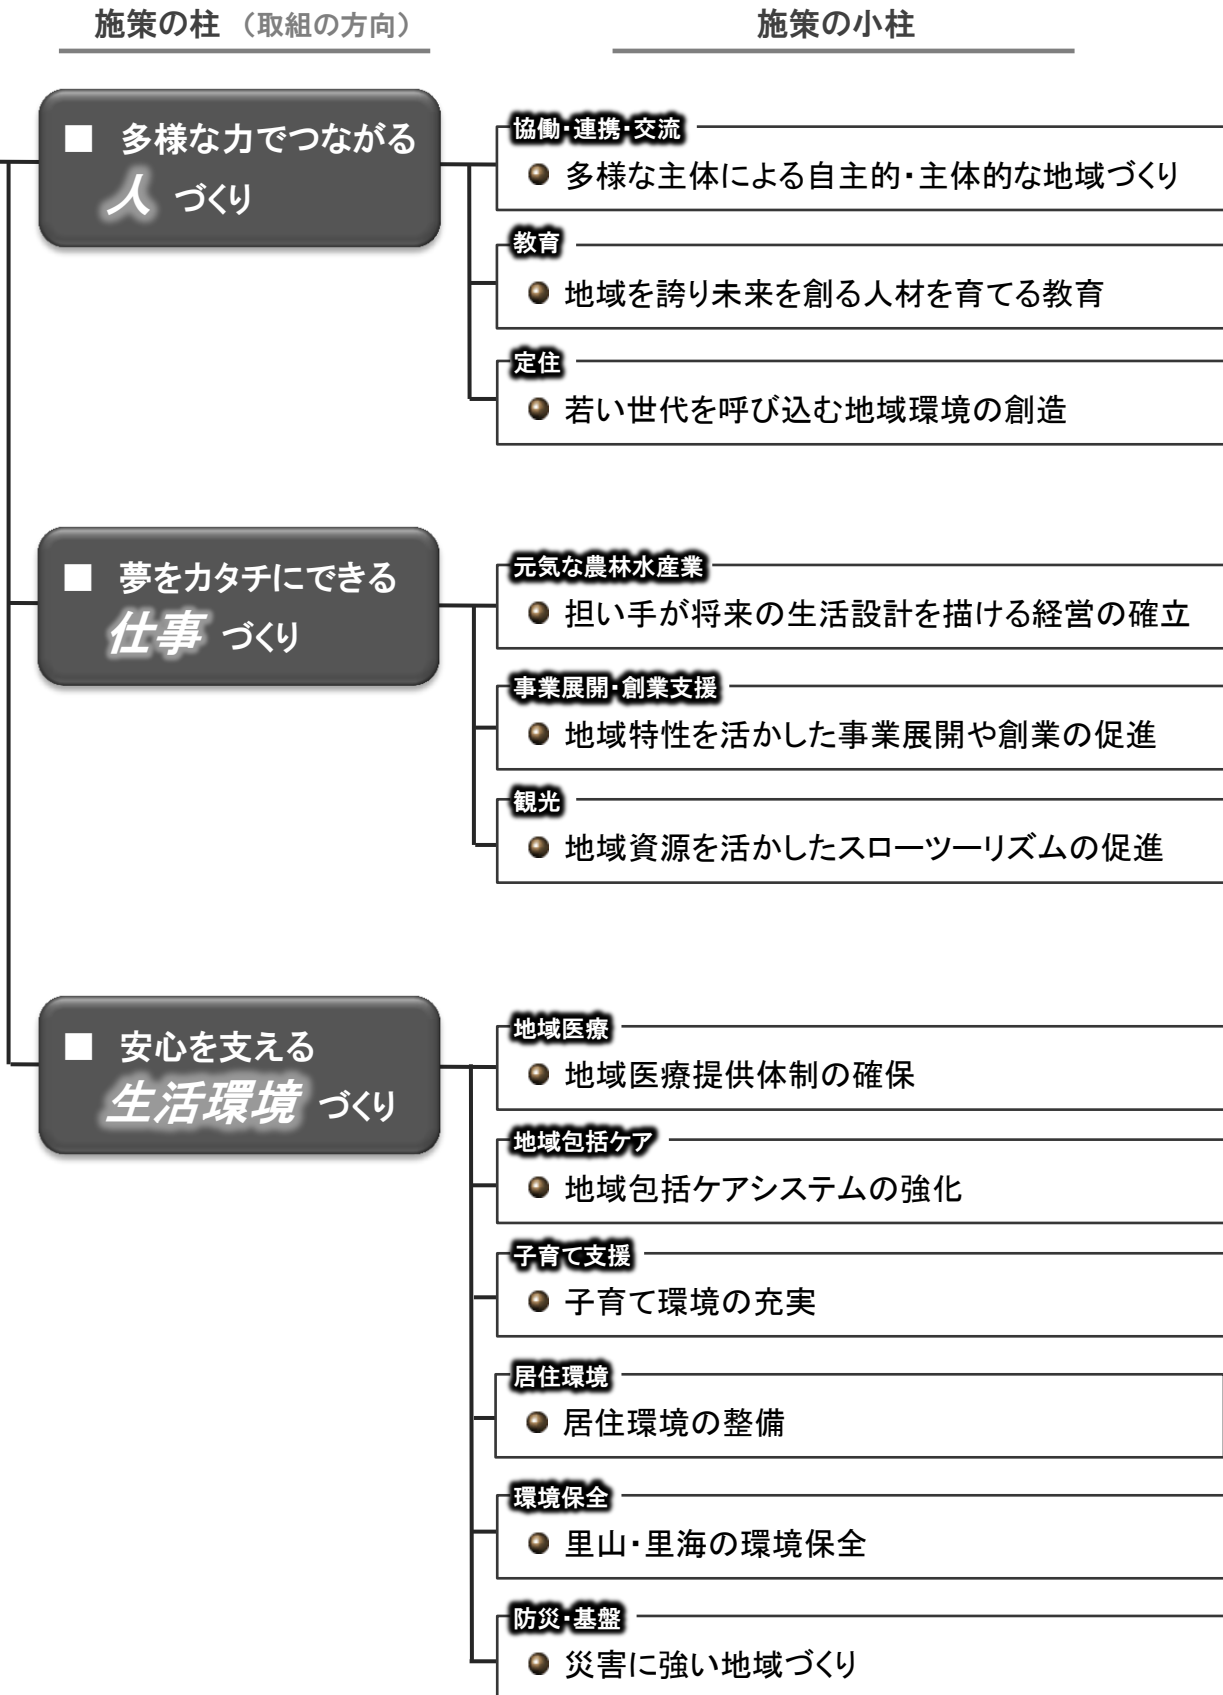 施策の柱 （取組の方向）
施策の小柱
■ 多様な力でつながる
人 づくり
協働・連携・交流
多様な主体による自主的・主体的な地域づくり
教育
地域を誇り未来を創る人材を育てる教育
定住
若い世代を呼び込む地域環境の創造
■ 夢をカタチにできる
仕事 づくり
元気な農林水産業
担い手が将来の生活設計を描ける経営の確立
事業展開・創業支援
地域特性を活かした事業展開や創業の促進
観光
地域資源を活かしたスローツーリズムの促進
■ 安心を支える
生活環境 づくり
地域医療
地域医療提供体制の確保
地域包括ケア
地域包括ケアシステムの強化
子育て支援
子育て環境の充実
居住環境
居住環境の整備
環境保全
里山・里海の環境保全
防災・基盤
災害に強い地域づくり